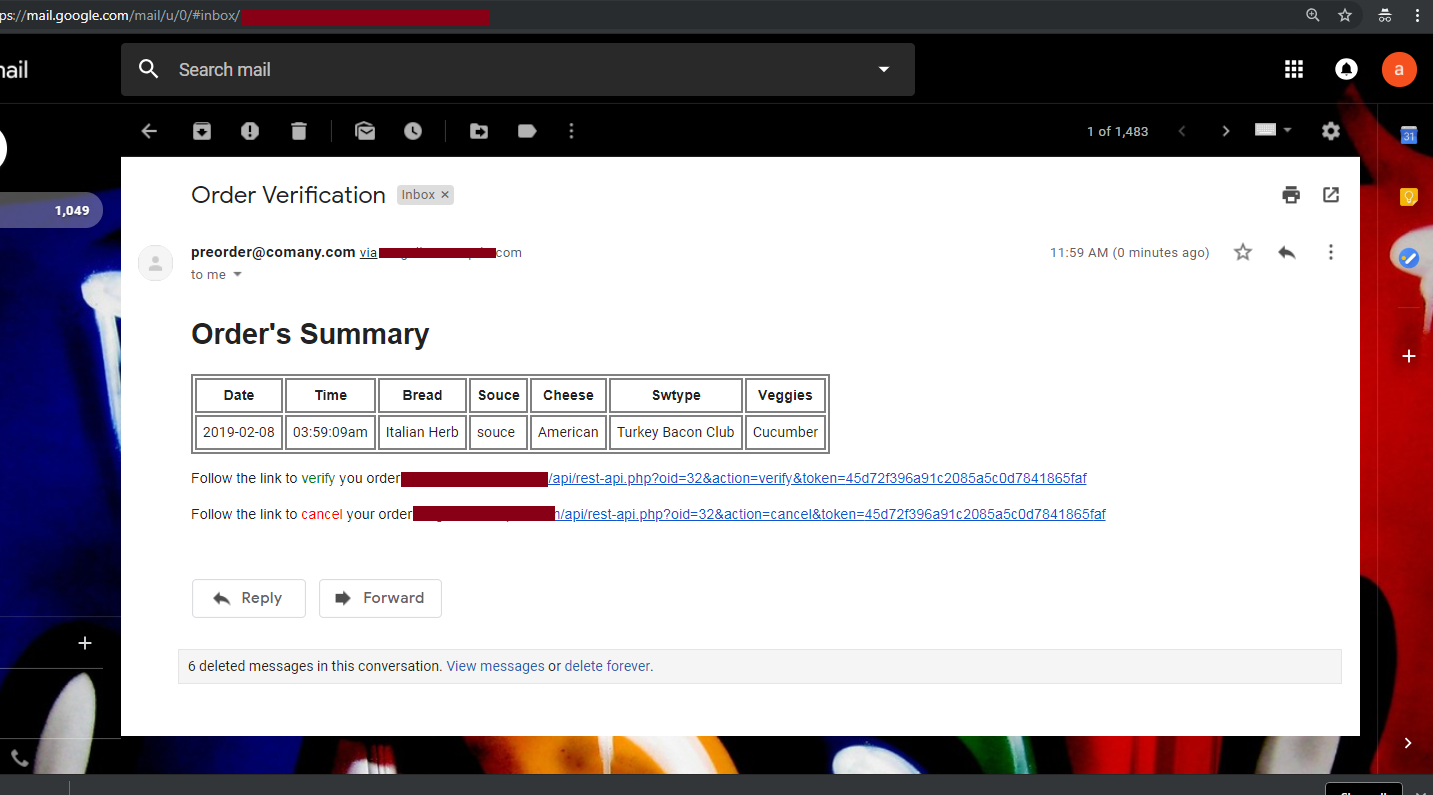 ps://mail.google.com/mail/u/0/#inbox/
ail
Search mail
a
1 of 1,483
31
1,049
Order Verification Inbox ×
preorder@comany.com via com
11:59 AM (0 minutes ago)
to me
Order's Summary
Date Time Bread Souce Cheese Swtype Veggies
2019-02-08 03:59:09am Italian Herb souce American Turkey Bacon Club Cucumber
Follow the link to verify you order /api/rest-api.php?oid=32&action=verify&token=45d72f396a91c2085a5c0d7841865faf
Follow the link to cancel your order /api/rest-api.php?oid=32&action=cancel&token=45d72f396a91c2085a5c0d7841865faf
Reply Forward
6 deleted messages in this conversation. View messages or delete forever.